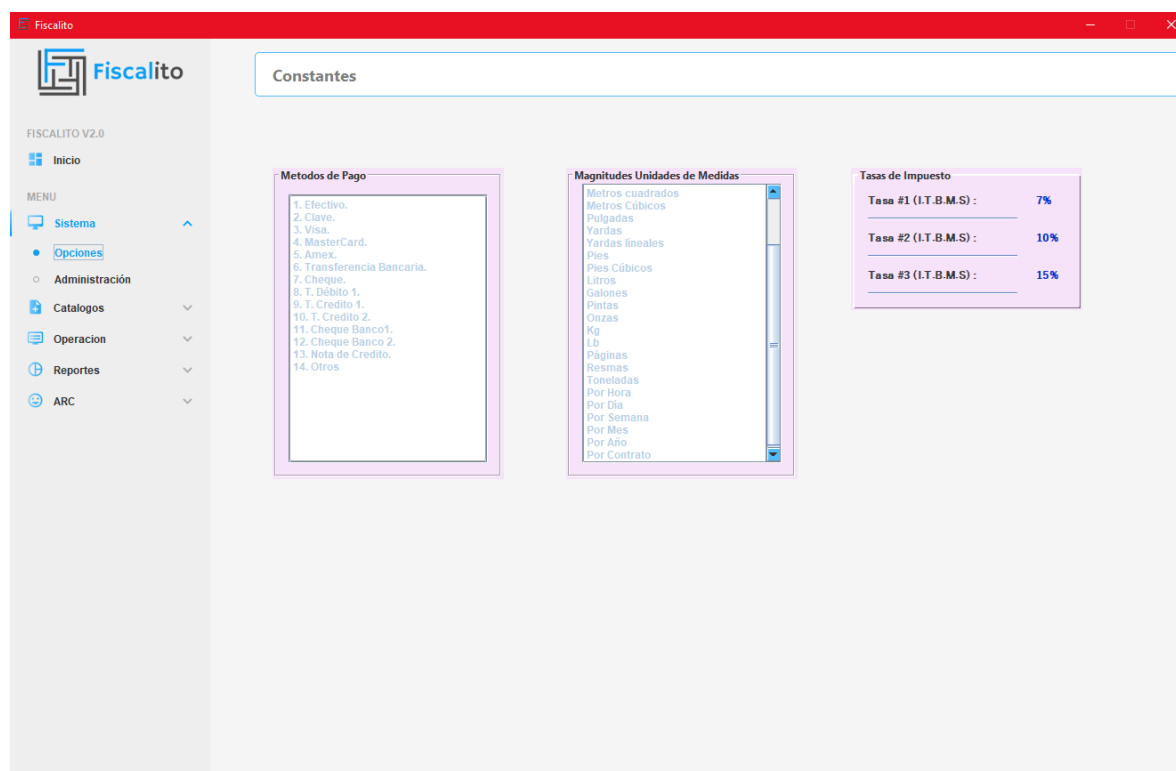 Fiscalito
Fiscalito
Constantes
FISCALITO V2.0
Inicio
MENU
Sistema
Opciones
Administración
Catalogos
Operacion
Reportes
ARC
Metodos de Pago
1. Efectivo.
2. Clave.
3. Visa.
4. MasterCard.
5. Amex.
6. Transferencia Bancaria.
7. Cheque.
8. T. Débito 1.
9. T. Credito 1.
10. T. Credito 2.
11. Cheque Banco1.
12. Cheque Banco 2.
13. Nota de Credito.
14. Otros
Magnitudes Unidades de Medidas
Metros cuadrados
Metros Cúbicos
Pulgadas
Yardas
Yardas lineales
Pies
Pies Cúbicos
Litros
Galones
Pintas
Onzas
Kg
Lb
Páginas
Resmas
Toneladas
Por Hora
Por Día
Por Semana
Por Mes
Por Año
Por Contrato
Tasas de Impuesto
Tasa #1 (I.T.B.M.S) : 7%
Tasa #2 (I.T.B.M.S) : 10%
Tasa #3 (I.T.B.M.S) : 15%